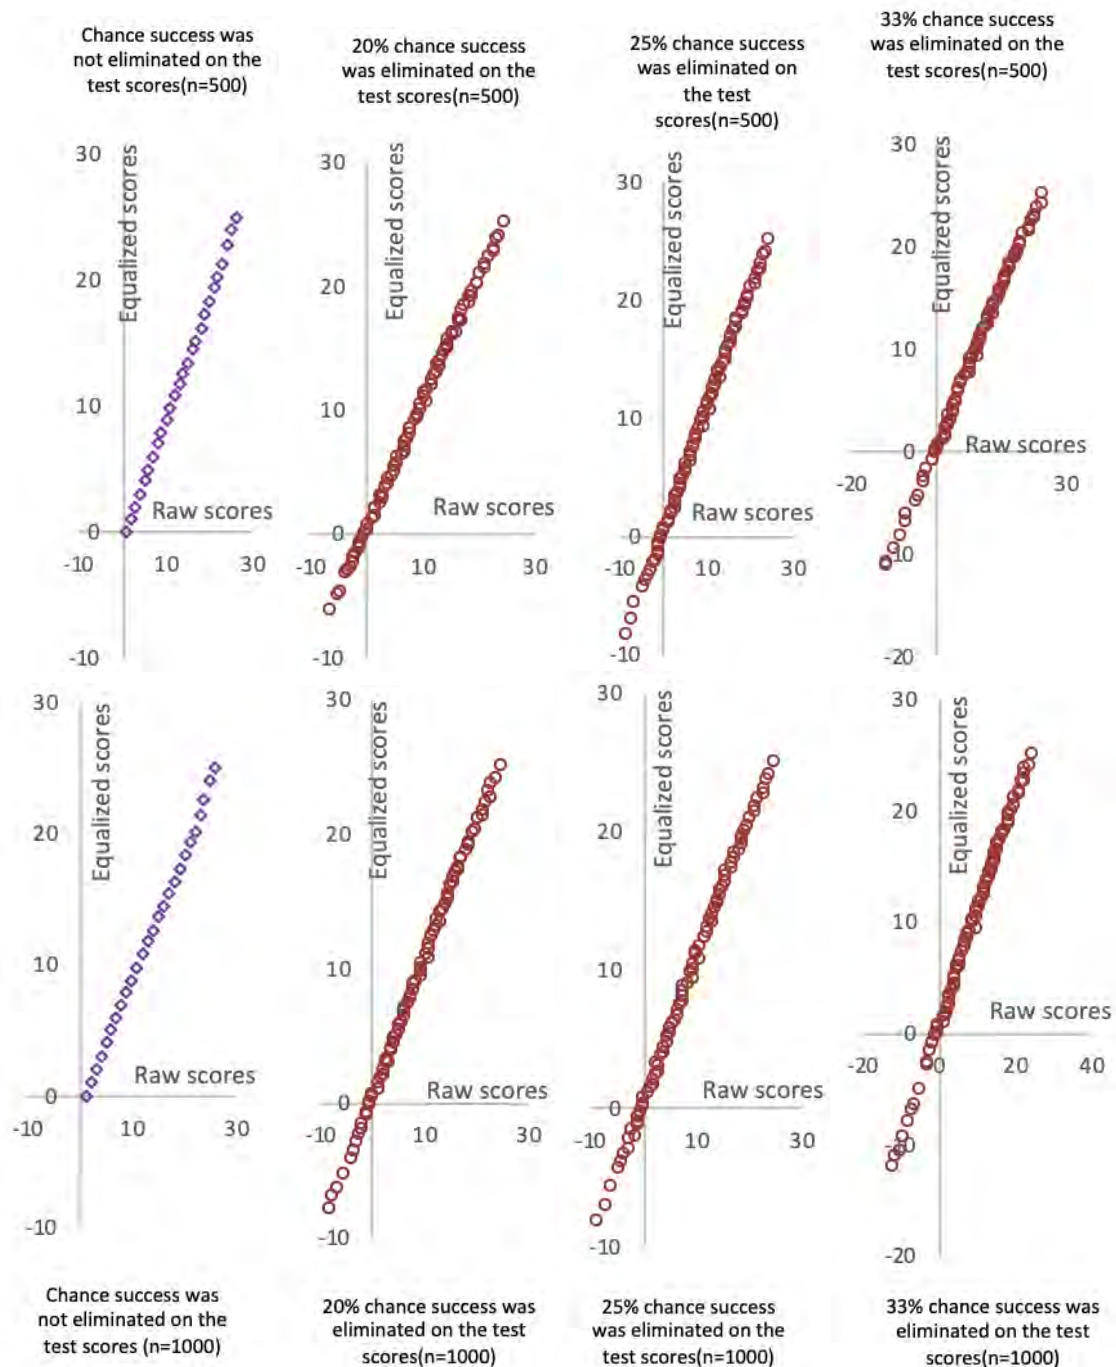 Chance success was
not eliminated on the
test scores(n=500)
20% chance success
was eliminated on the
test scores(n=500)
25% chance success
was eliminated on
the test
scores(n=500)
33% chance success
was eliminated on the
test scores(n=500)
30
20
10
0
-10
Equalized scores
Raw scores
-10
10
30
30
20
10
0
-10
Equalized scores
Raw scores
-10
10
30
30
20
10
0
-10
Equalized scores
Raw scores
-10
10
30
30
20
10
0
-10
-20
Equalized scores
Raw scores
-20
30
30
20
10
0
-10
Equalized scores
Raw scores
-10
10
30
30
20
10
0
-10
Equalized scores
Raw scores
-10
10
30
30
20
10
0
-10
Equalized scores
Raw scores
-10
10
30
30
20
10
0
-10
-20
Equalized scores
Raw scores
-20
0
20
40
Chance success was
not eliminated on the
test scores (n=1000)
20% chance success was
eliminated on the test
scores(n=1000)
25% chance success
was eliminated on the
test scores(n=1000)
33% chance success was
eliminated on the test
scores(n=1000)